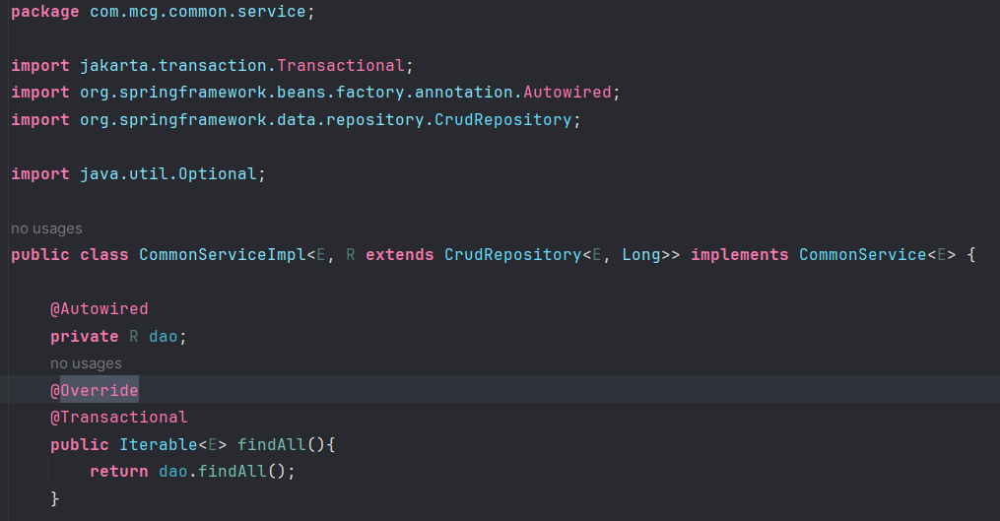 package com.mcg.common.service;
import jakarta.transaction.Transactional;
import org.springframework.beans.factory.annotation.Autowired;
import org.springframework.data.repository.CrudRepository;
import java.util.Optional;
no usages
public class CommonServiceImpl<E, R extends CrudRepository<E, Long>> implements CommonService<E> {
@Autowired
private R dao;
no usages
@Override
@Transactional
public Iterable<E> findAll(){
return dao.findAll();
}